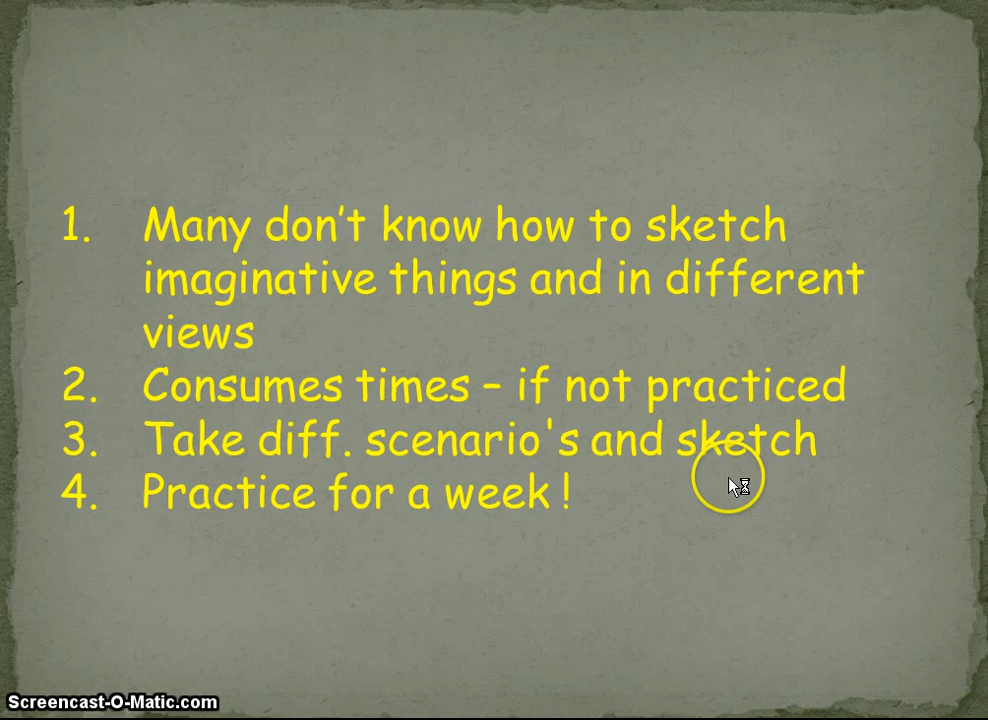 1. Many don’t know how to sketch
imaginative things and in different
views
2. Consumes times – if not practiced
3. Take diff. scenario's and sketch
4. Practice for a week !
Screencast-O-Matic.com